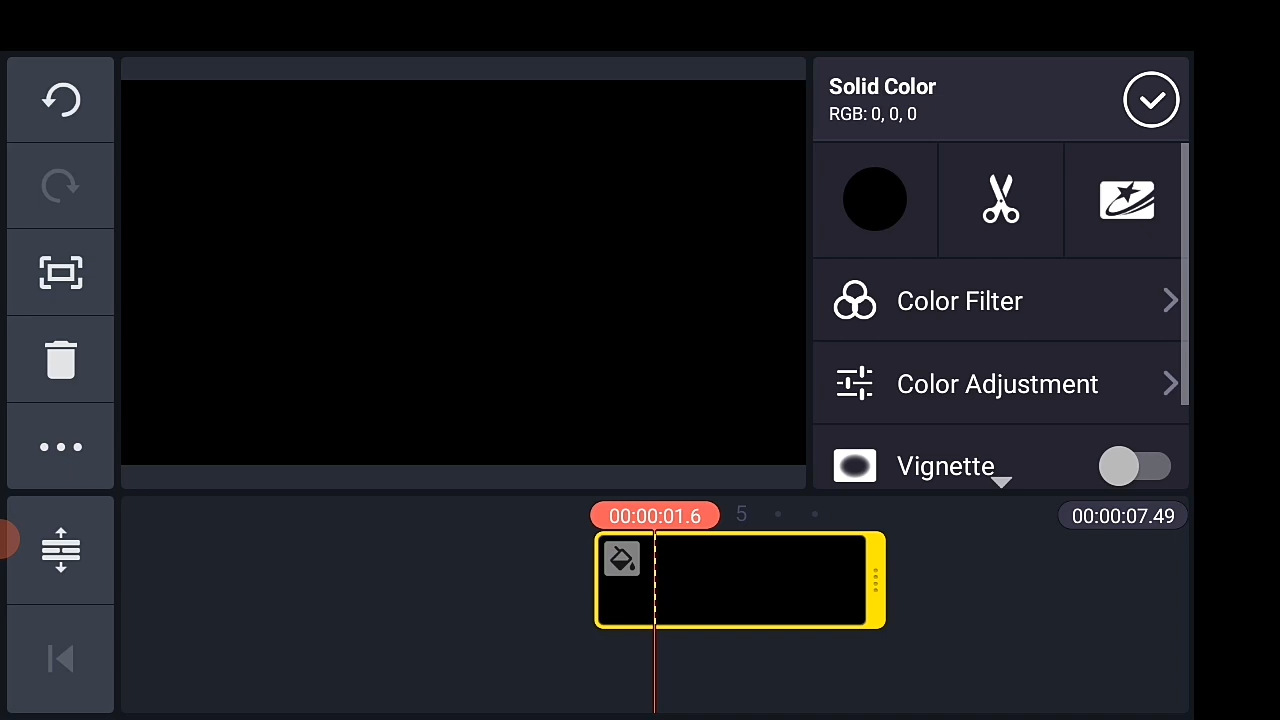 Solid Color
RGB: 0, 0, 0
Color Filter
Color Adjustment
Vignette
00:00:01.6
5
00:00:07.49